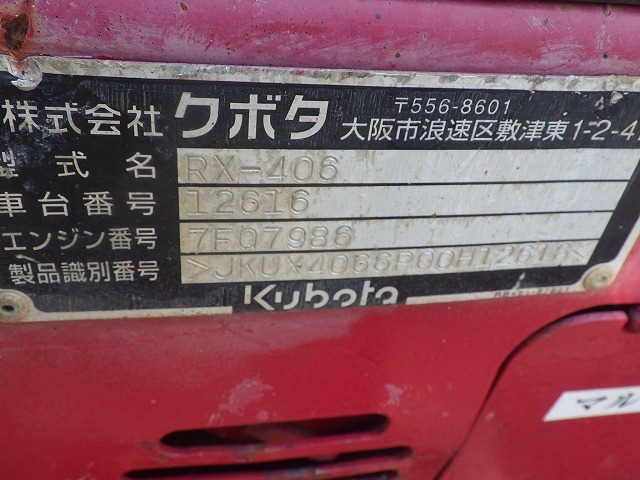 株式会社クボタ 〒556-8601
大阪市浪速区敷津東1-2-4
型式名 RX-406
車台番号 12616
エンジン番号 7FQ7986
製品識別番号 >JKUX4066P00H12616<
Kubota
マル